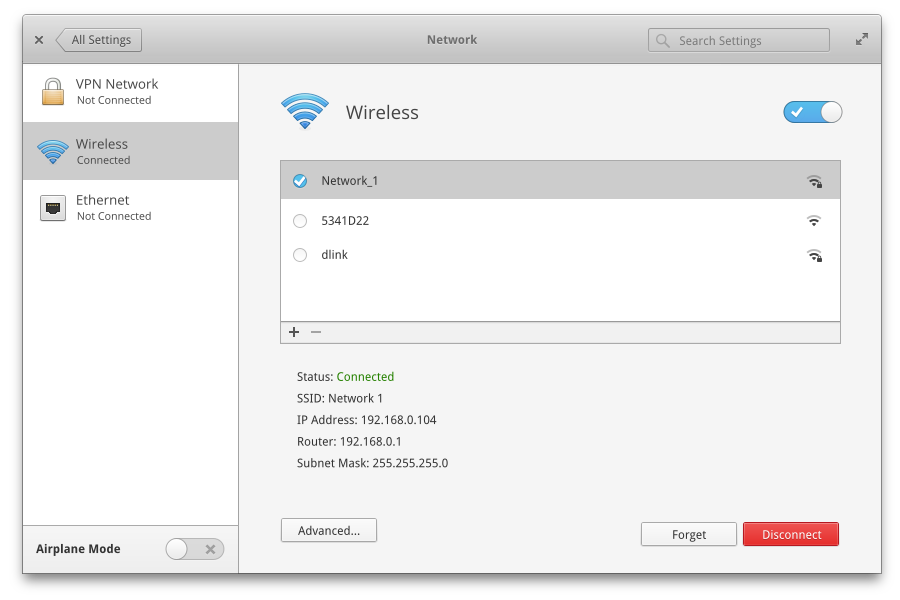 All Settings
Network
Search Settings
VPN Network
Not Connected
Wireless
Connected
Ethernet
Not Connected
Airplane Mode
Wireless
Network_1
5341D22
dlink
Status: Connected
SSID: Network 1
IP Address: 192.168.0.104
Router: 192.168.0.1
Subnet Mask: 255.255.255.0
Advanced...
Forget
Disconnect